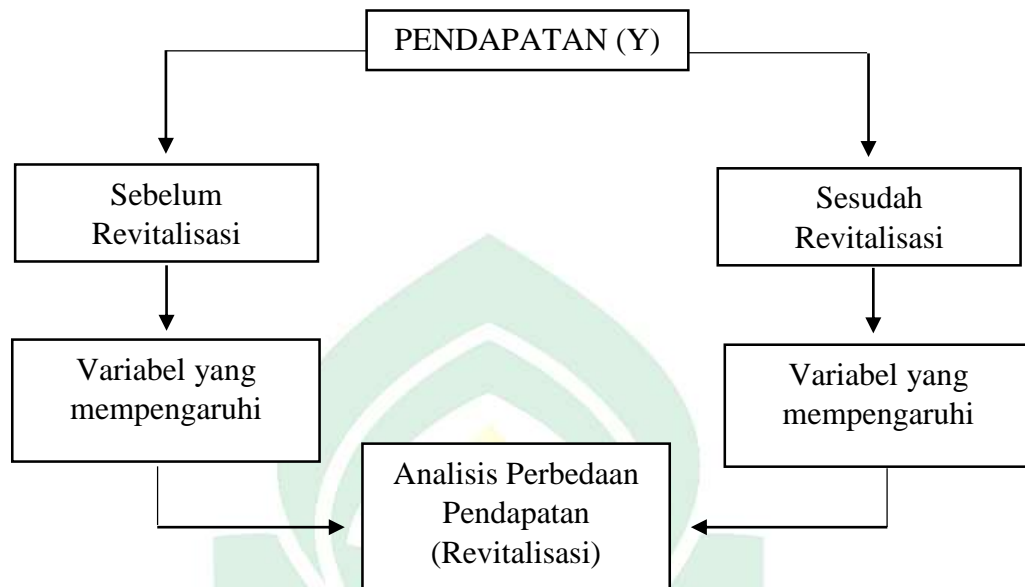 PENDAPATAN (Y)
Sebelum
Revitalisasi
Sesudah
Revitalisasi
Variabel yang
mempengaruhi
Variabel yang
mempengaruhi
Analisis Perbedaan
Pendapatan
(Revitalisasi)